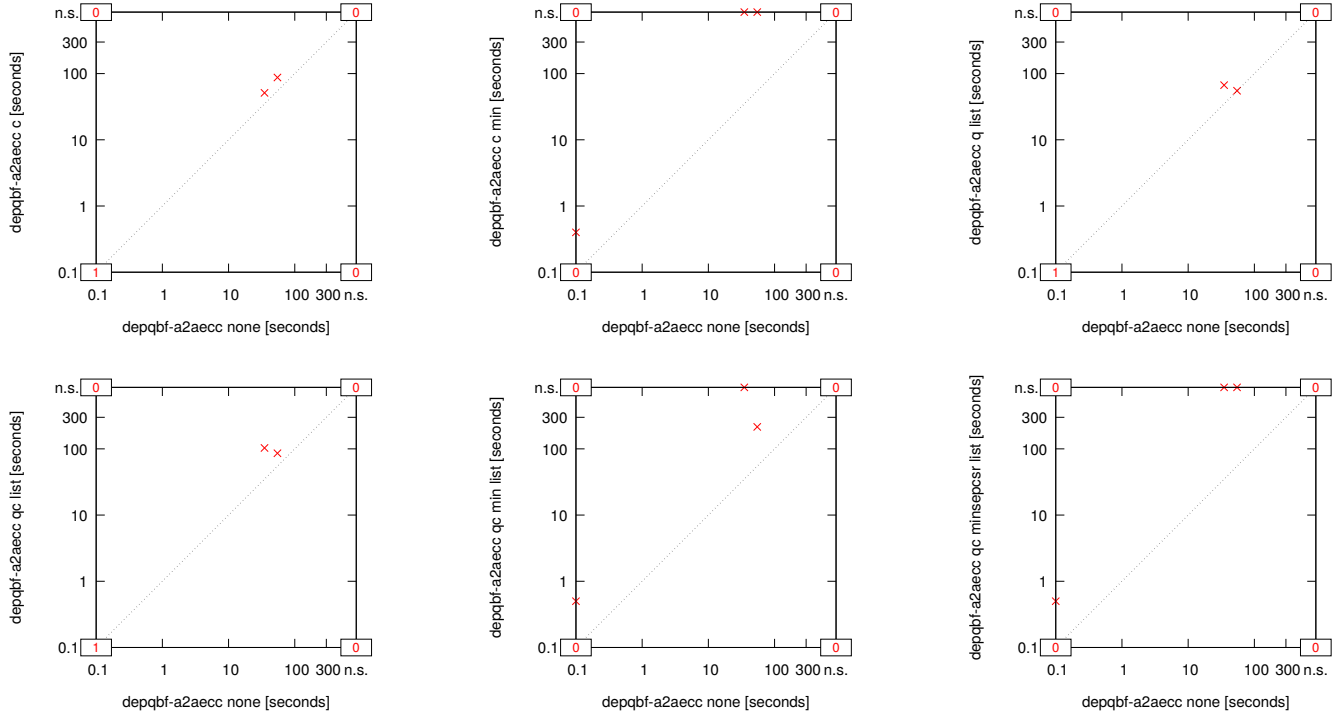 n.s. 0 0
300
100
10
1
0.1 1 0
0.1 1 10 100 300 n.s.
depqbf-a2aecc c [seconds]
depqbf-a2aecc none [seconds]
n.s. 0 0
300
100
10
1
0.1 0 0
0.1 1 10 100 300 n.s.
depqbf-a2aecc c min [seconds]
depqbf-a2aecc none [seconds]
n.s. 0 0
300
100
10
1
0.1 1 0
0.1 1 10 100 300 n.s.
depqbf-a2aecc q list [seconds]
depqbf-a2aecc none [seconds]
n.s. 0 0
300
100
10
1
0.1 1 0
0.1 1 10 100 300 n.s.
depqbf-a2aecc qc list [seconds]
depqbf-a2aecc none [seconds]
n.s. 0 0
300
100
10
1
0.1 0 0
0.1 1 10 100 300 n.s.
depqbf-a2aecc qc min list [seconds]
depqbf-a2aecc none [seconds]
n.s. 0 0
300
100
10
1
0.1 0 0
0.1 1 10 100 300 n.s.
depqbf-a2aecc qc minsepcsr list [seconds]
depqbf-a2aecc none [seconds]